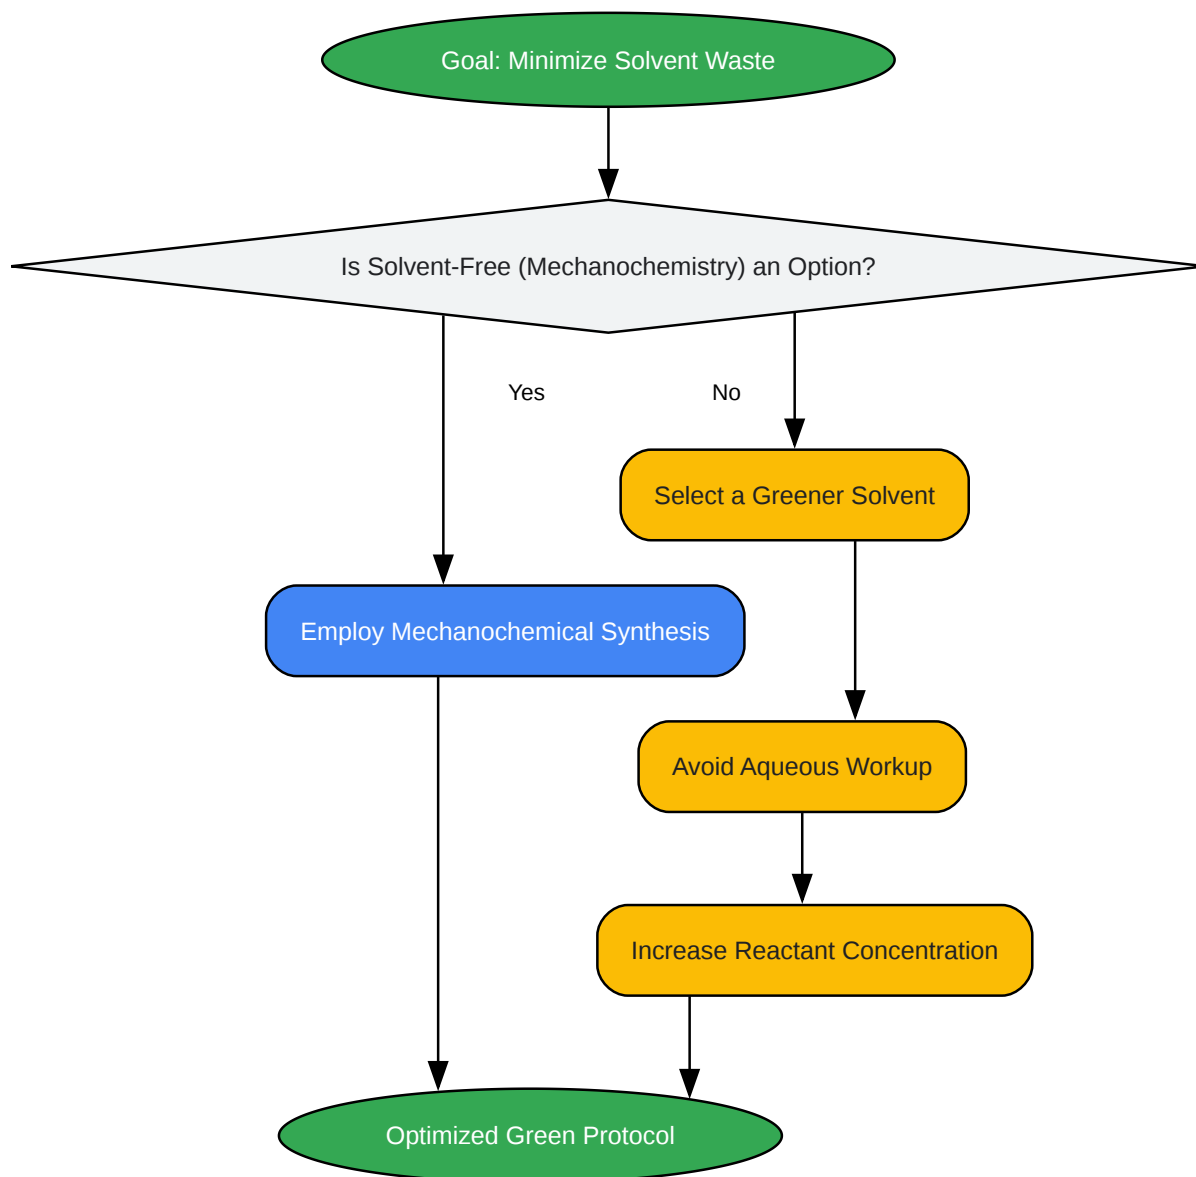 Goal: Minimize Solvent Waste
Is Solvent-Free (Mechanochemistry) an Option?
Yes
No
Select a Greener Solvent
Employ Mechanochemical Synthesis
Avoid Aqueous Workup
Increase Reactant Concentration
Optimized Green Protocol